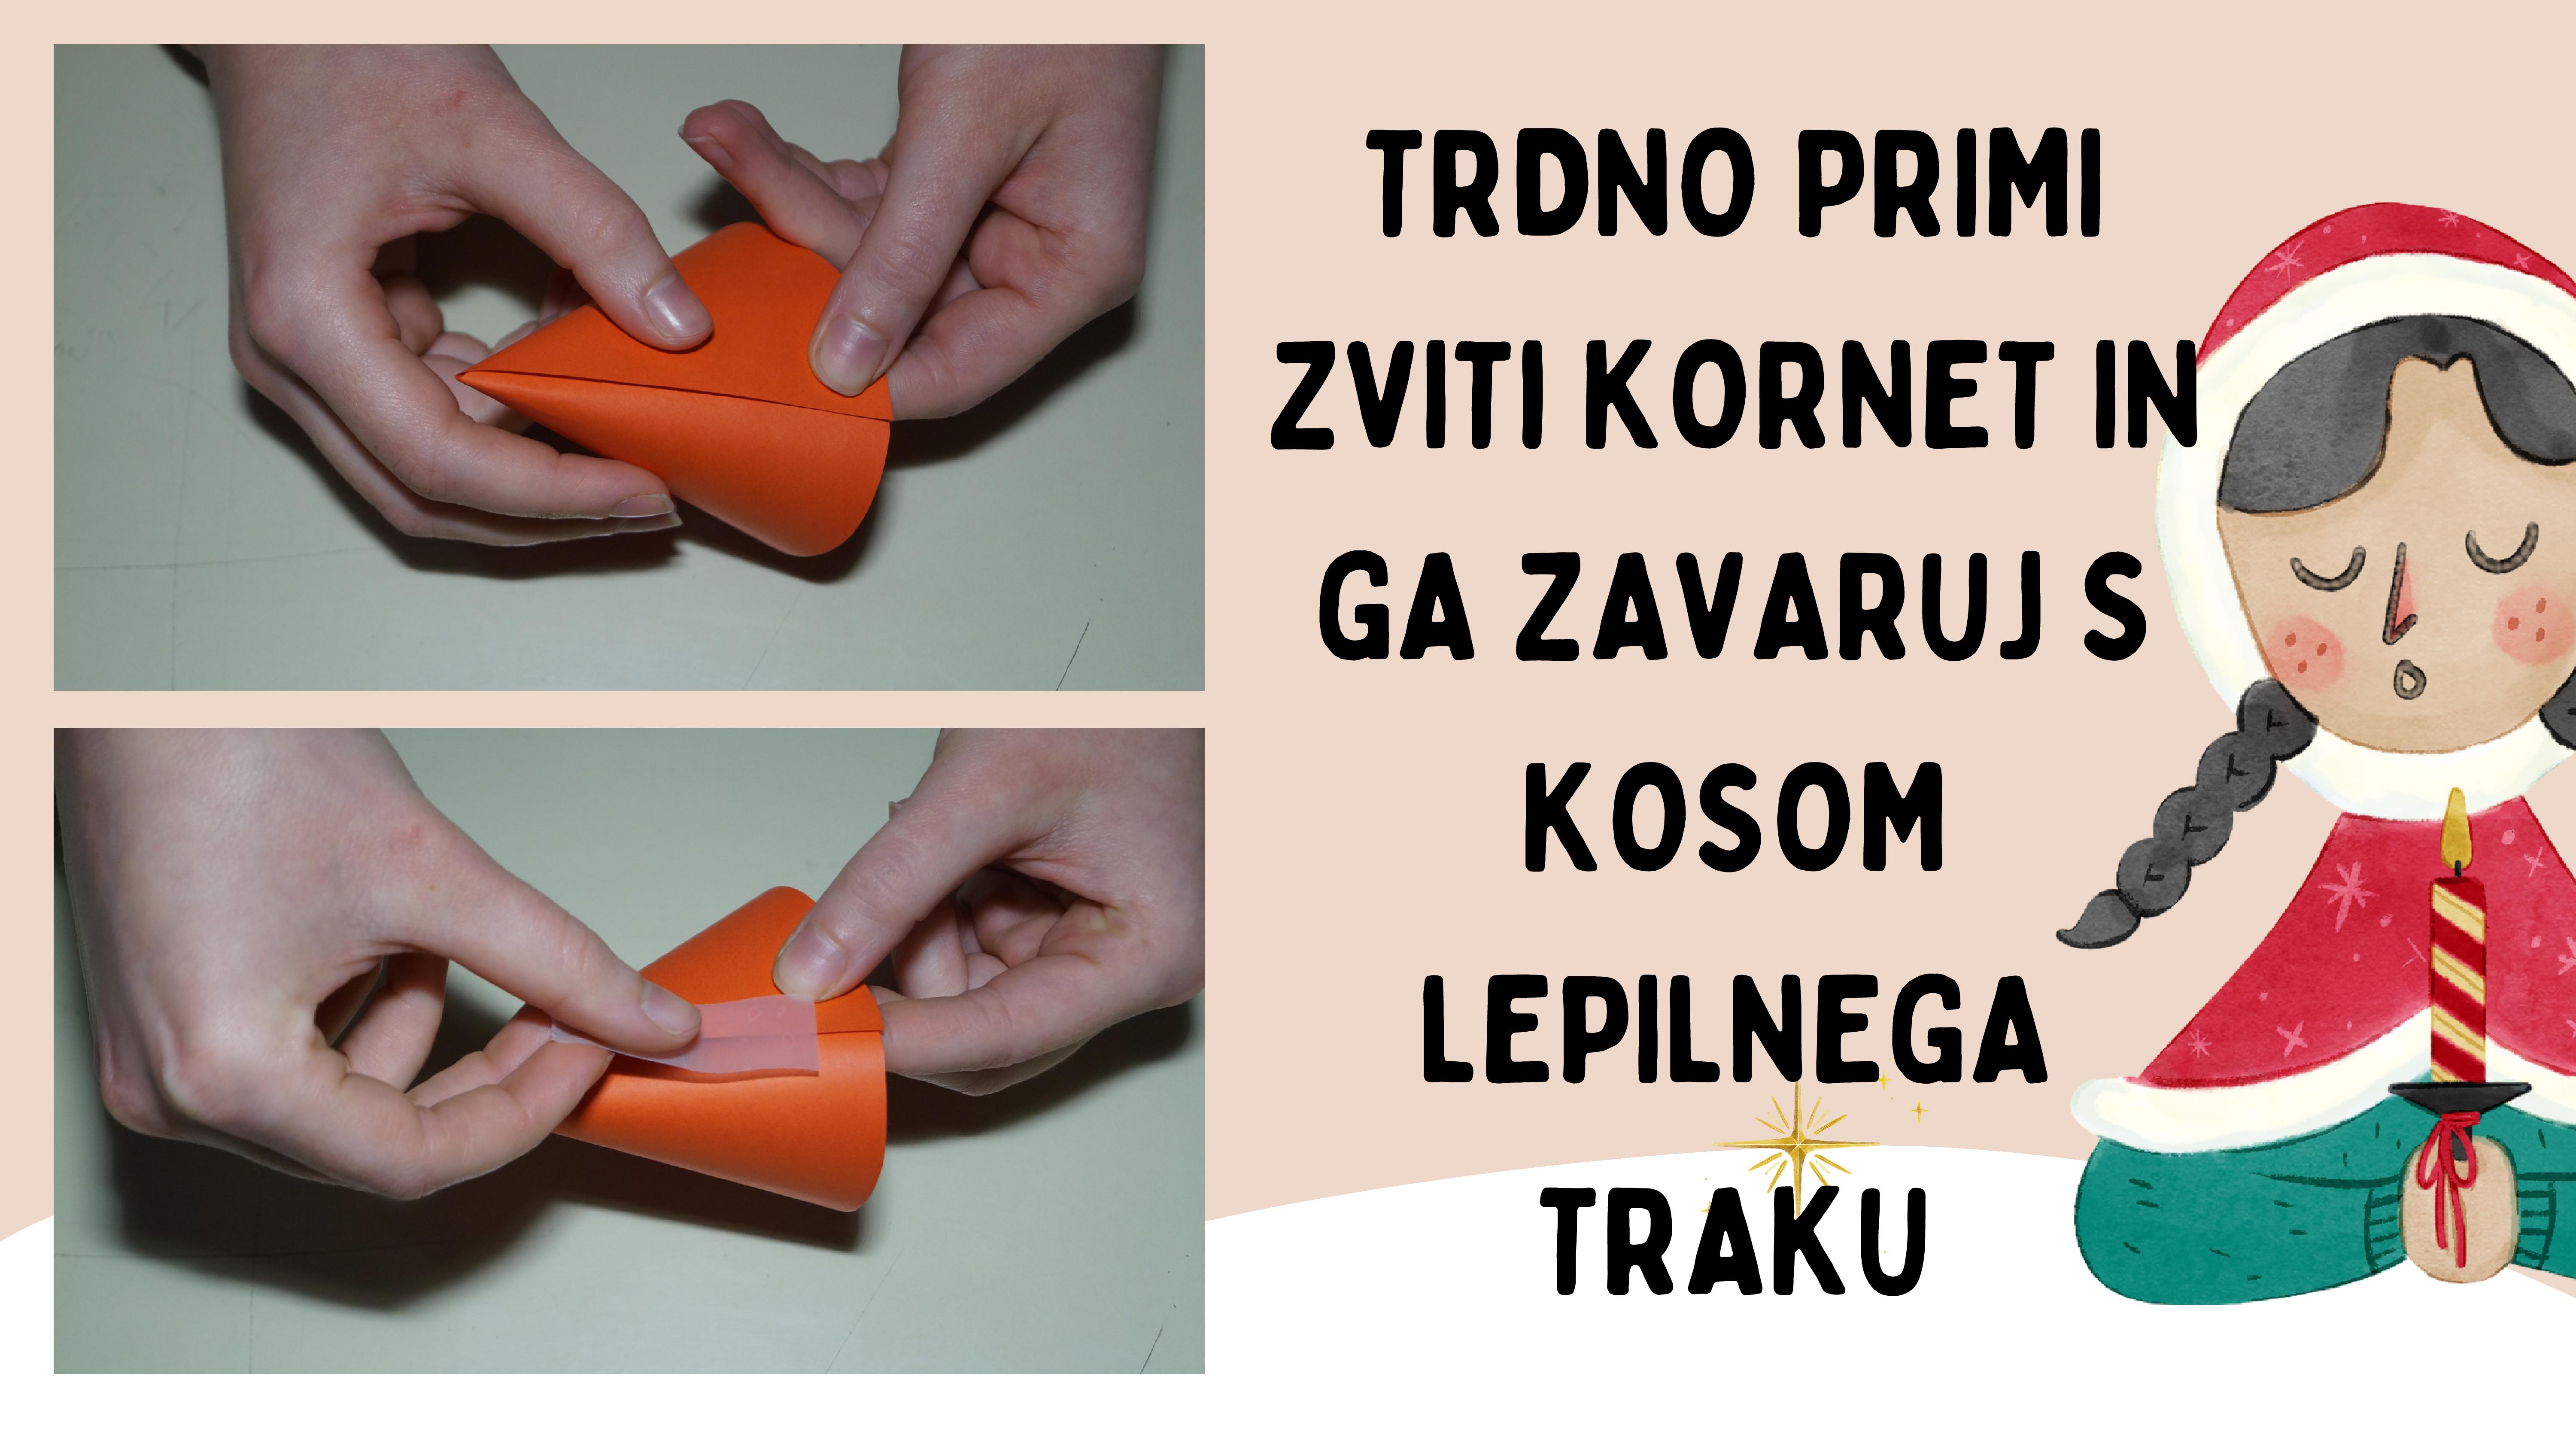 TRDNO PRIMI
ZVITI KORNET IN
GA ZAVARUJ S
KOSOM
LEPILNEGA
TRAKU